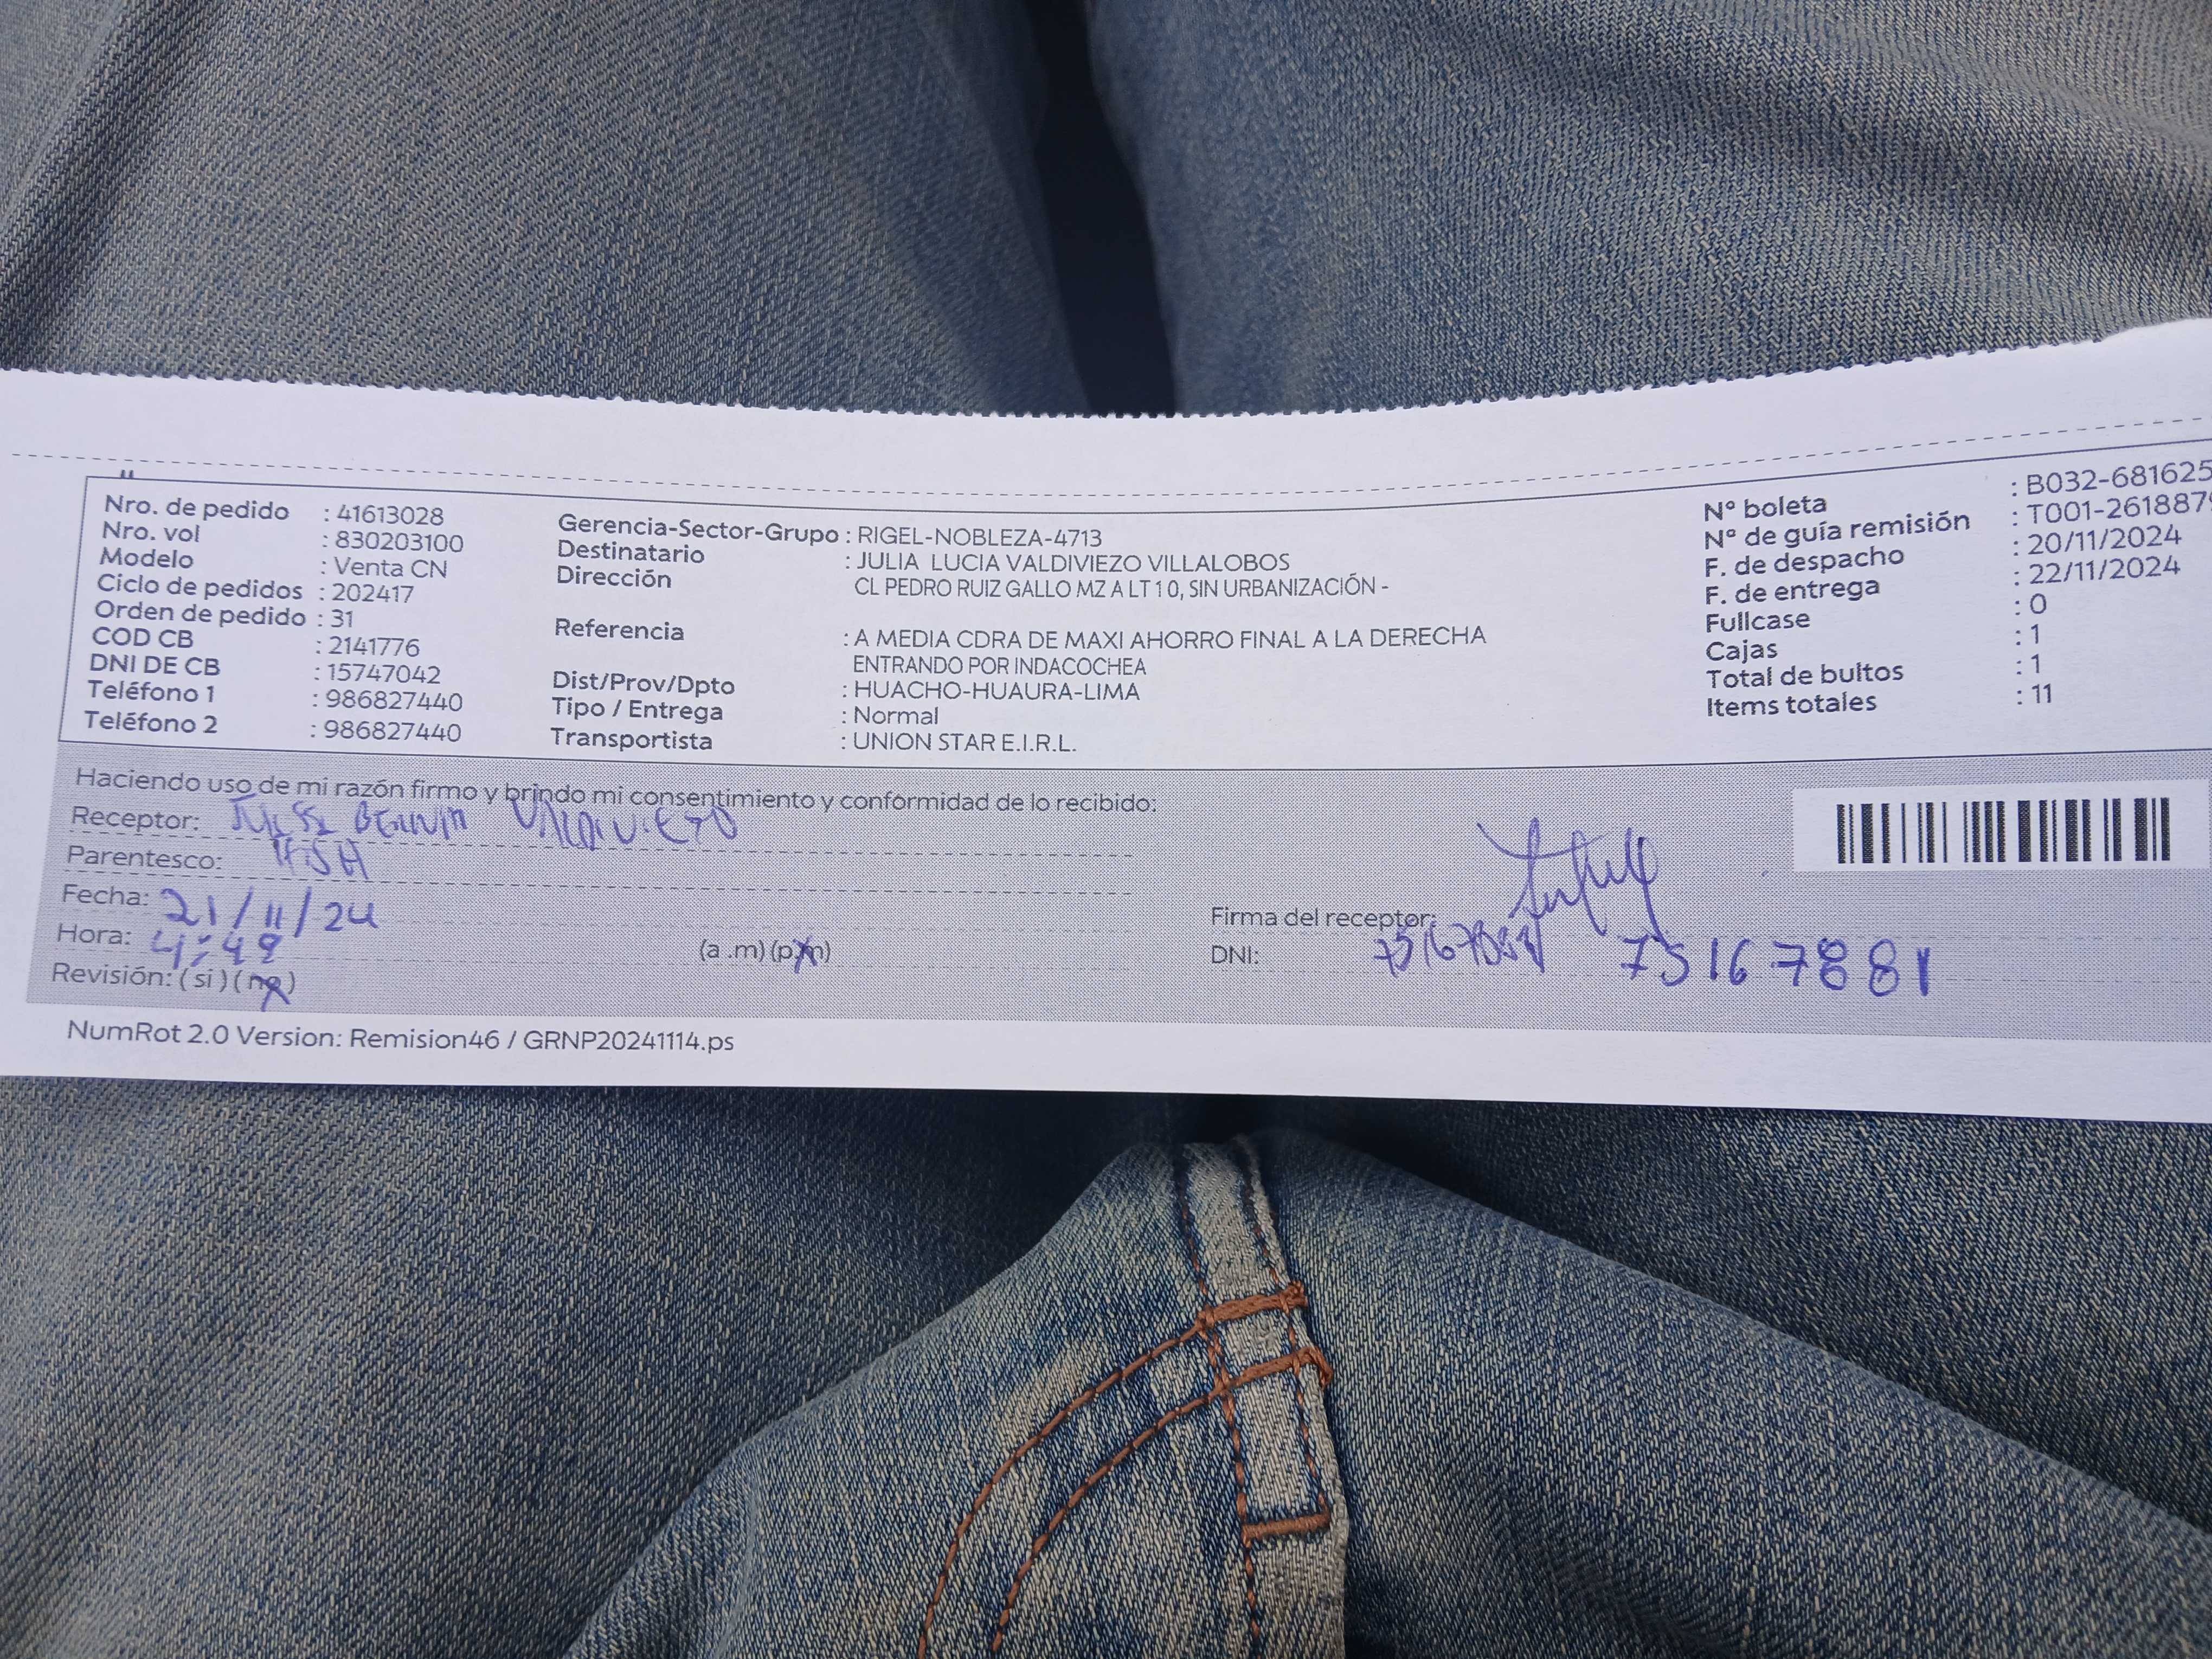 Nro. de pedido : 41613028
Nro. vol : 830203100
Modelo : Venta CN
Ciclo de pedidos : 202417
Orden de pedido : 31
COD CB : 2141776
DNI DE CB : 15747042
Teléfono 1 : 986827440
Teléfono 2 : 986827440
Gerencia-Sector-Grupo : RIGEL-NOBLEZA-4713
Destinatario : JULIA LUCIA VALDIVIEZO VILLALOBOS
Dirección CL PEDRO RUIZ GALLO MZ A LT 10, SIN URBANIZACIÓN -
Referencia : A MEDIA CDRA DE MAXI AHORRO FINAL A LA DERECHA
ENTRANDO POR INDACOCHEA
Dist/Prov/Dpto : HUACHO-HUAURA-LIMA
Tipo / Entrega : Normal
Transportista : UNION STAR E.I.R.L.
Nº boleta : B032-681625
Nº de guía remisión : T001-261887
F. de despacho : 20/11/2024
F. de entrega : 22/11/2024
Fullcase : 0
Cajas : 1
Total de bultos : 1
Items totales : 11
Haciendo uso de mi razón firmo y brindo mi consentimiento y conformidad de lo recibido:
Receptor:
Parentesco:
Fecha: 21/11/24
Hora: 4:48 (a .m) (p.m)
Revisión: ( si ) ( no )
Firma del receptor:
DNI: 75167881
NumRot 2.0 Version: Remision46 / GRNP20241114.ps